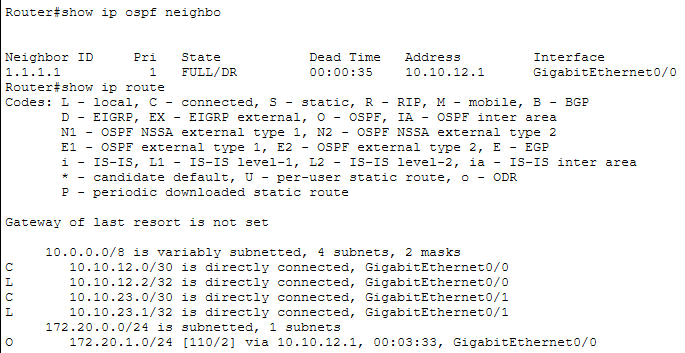 Router#show ip ospf neighbo
Neighbor ID     Pri   State           Dead Time   Address         Interface
1.1.1.1           1   FULL/DR         00:00:35    10.10.12.1      GigabitEthernet0/0
Router#show ip route
Codes: L - local, C - connected, S - static, R - RIP, M - mobile, B - BGP
       D - EIGRP, EX - EIGRP external, O - OSPF, IA - OSPF inter area
       N1 - OSPF NSSA external type 1, N2 - OSPF NSSA external type 2
       E1 - OSPF external type 1, E2 - OSPF external type 2, E - EGP
       i - IS-IS, L1 - IS-IS level-1, L2 - IS-IS level-2, ia - IS-IS inter area
       * - candidate default, U - per-user static route, o - ODR
       P - periodic downloaded static route
Gateway of last resort is not set
     10.0.0.0/8 is variably subnetted, 4 subnets, 2 masks
C       10.10.12.0/30 is directly connected, GigabitEthernet0/0
L       10.10.12.2/32 is directly connected, GigabitEthernet0/0
C       10.10.23.0/30 is directly connected, GigabitEthernet0/1
L       10.10.23.1/32 is directly connected, GigabitEthernet0/1
     172.20.0.0/24 is subnetted, 1 subnets
O       172.20.1.0/24 [110/2] via 10.10.12.1, 00:03:33, GigabitEthernet0/0